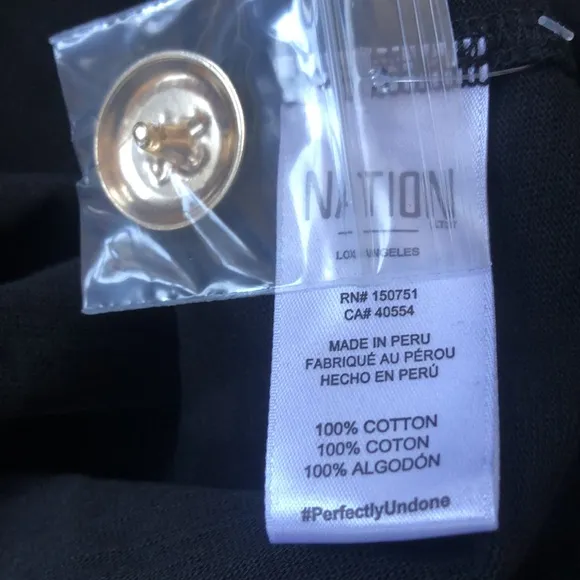 NATION
LTD
LOS ANGELES
RN# 150751
CA# 40554
MADE IN PERU
FABRIQUÉ AU PÉROU
HECHO EN PERÚ
100% COTTON
100% COTON
100% ALGODÓN
#PerfectlyUndone